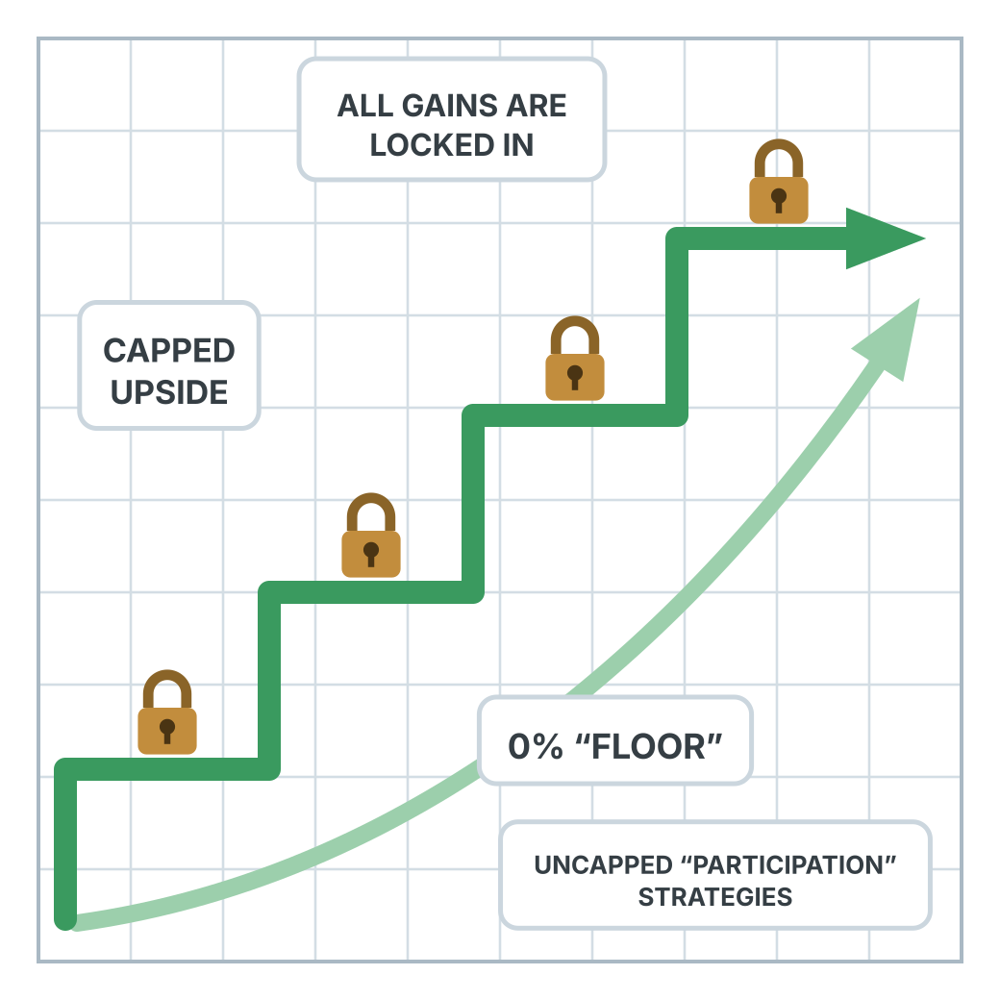 ALL GAINS ARE
LOCKED IN
CAPPED
UPSIDE
0% “FLOOR”
UNCAPPED “PARTICIPATION”
STRATEGIES